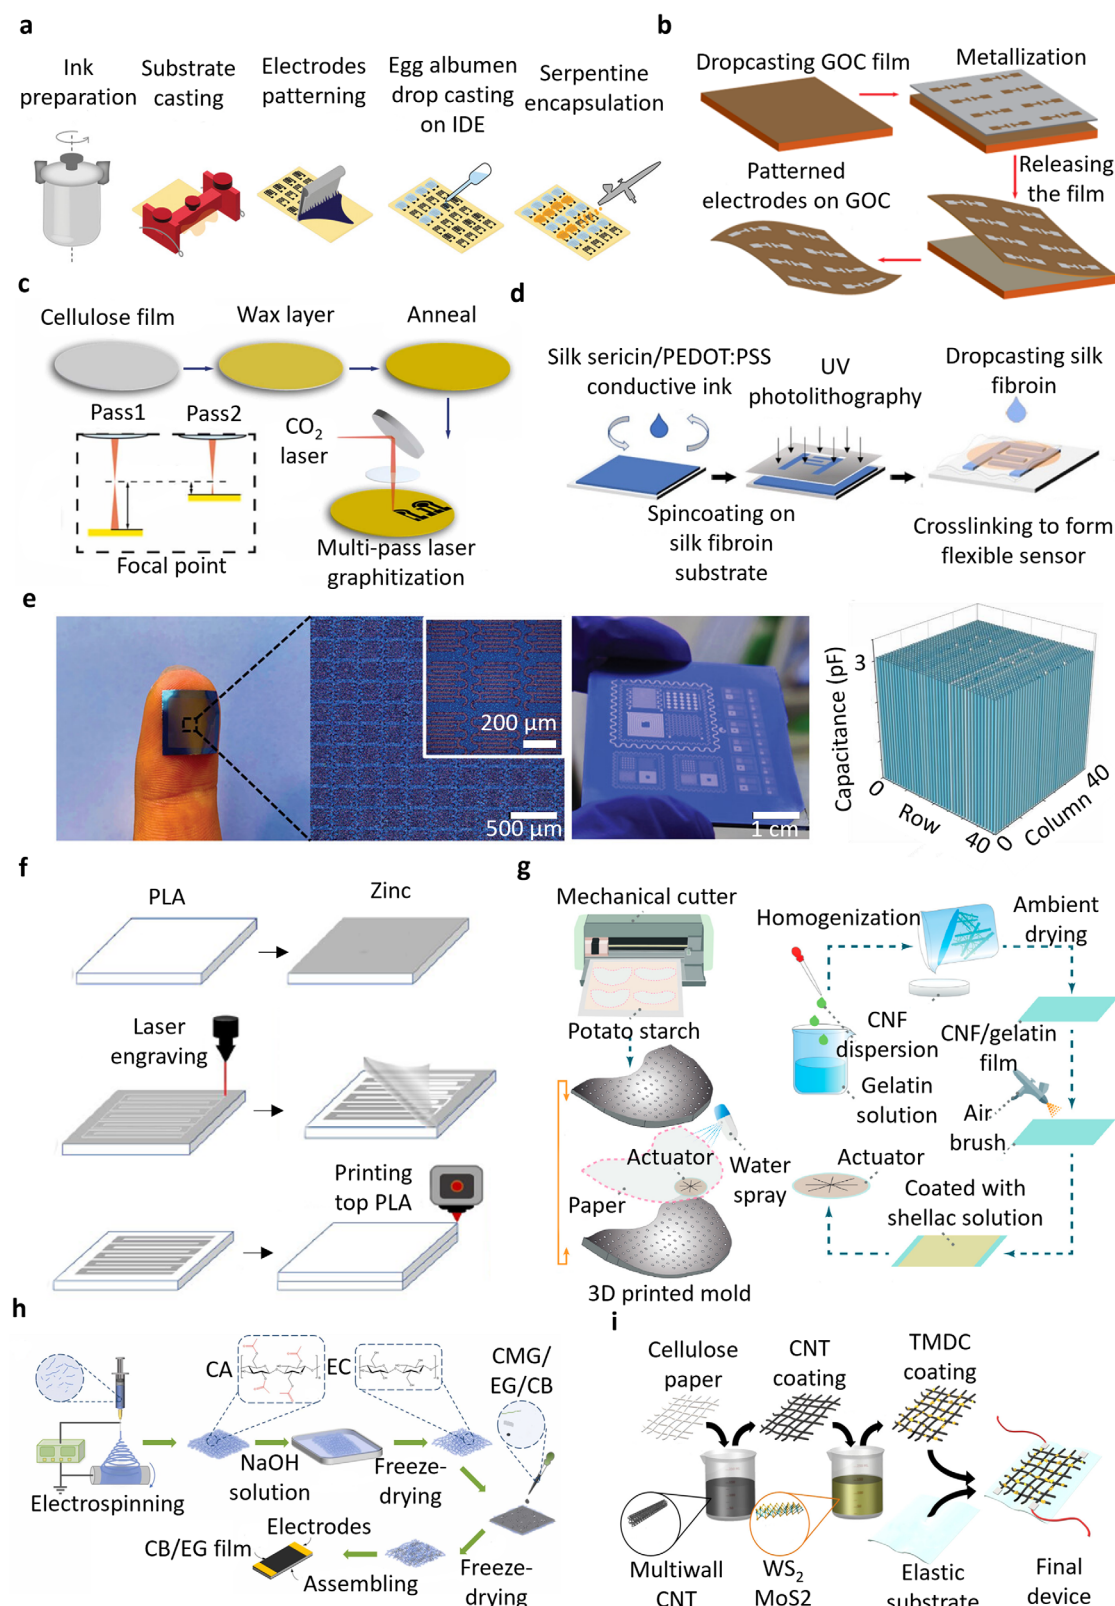 a
Ink
preparation
Substrate
casting
Electrodes
patterning
Egg albumen
drop casting
on IDE
Serpentine
encapsulation
b
Dropcasting GOC film
Metallization
Releasing
the film
Patterned
electrodes on GOC
c
Cellulose film
Wax layer
Anneal
Pass1
Pass2
CO2
laser
Focal point
Multi-pass laser
graphitization
d
Silk sericin/PEDOT:PSS
conductive ink
UV
photolithography
Dropcasting silk
fibroin
Spincoating on
silk fibroin
substrate
Crosslinking to form
flexible sensor
e
200 µm
500 µm
1 cm
Capacitance (pF)
3
0
Row
40
0
Column
40
f
PLA
Zinc
Laser
engraving
Printing
top PLA
g
Mechanical cutter
Potato starch
Actuator
Paper
Water
spray
3D printed mold
Homogenization
Ambient
drying
CNF
dispersion
Gelatin
solution
CNF/gelatin
film
Air
brush
Actuator
Coated with
shellac solution
h
Electrospinning
CA
EC
CMG/
EG/CB
NaOH
solution
Freeze-
drying
Electrodes
CB/EG film
Assembling
Freeze-
drying
i
Cellulose
paper
CNT
coating
TMDC
coating
Multiwall
CNT
WS2
MoS2
Elastic
substrate
Final
device